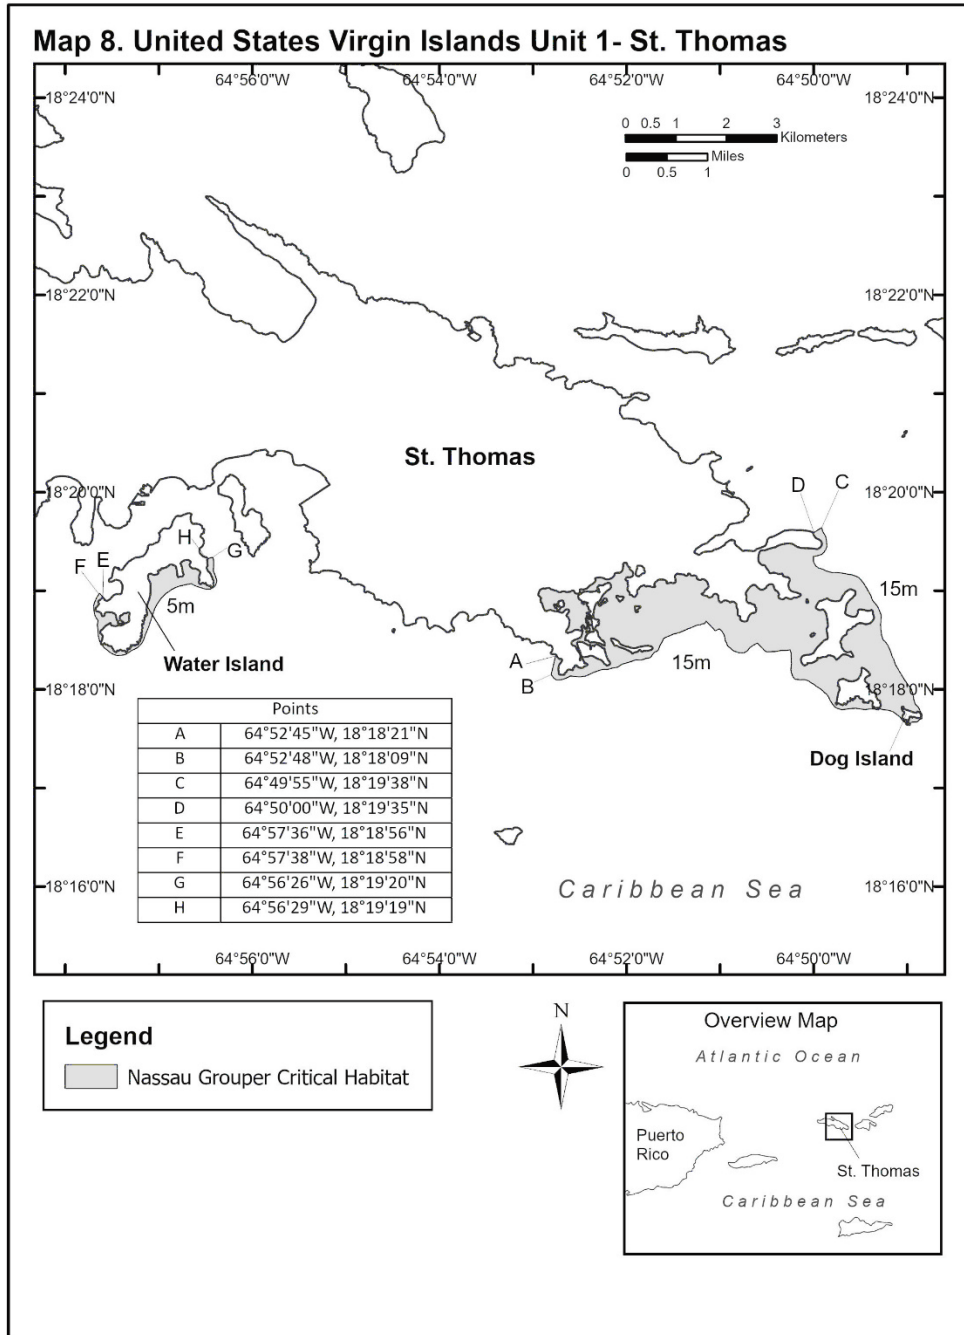 Map 8. United States Virgin Islands Unit 1- St. Thomas
64°56'0"W 64°54'0"W 64°52'0"W 64°50'0"W
18°24'0"N 18°24'0"N
0 0.5 1 2 3
Kilometers
Miles
0 0.5 1
18°22'0"N 18°22'0"N
St. Thomas
18°20'0"N D C 18°20'0"N
H G
F E
5m 15m
Water Island
A
B
15m
18°18'0"N 18°18'0"N
Dog Island
Points
A 64°52'45"W, 18°18'21"N
B 64°52'48"W, 18°18'09"N
C 64°49'55"W, 18°19'38"N
D 64°50'00"W, 18°19'35"N
E 64°57'36"W, 18°18'56"N
F 64°57'38"W, 18°18'58"N
G 64°56'26"W, 18°19'20"N
H 64°56'29"W, 18°19'19"N
18°16'0"N Caribbean Sea 18°16'0"N
64°56'0"W 64°54'0"W 64°52'0"W 64°50'0"W
Legend
Nassau Grouper Critical Habitat
N
Overview Map
Atlantic Ocean
Puerto
Rico
St. Thomas
Caribbean Sea